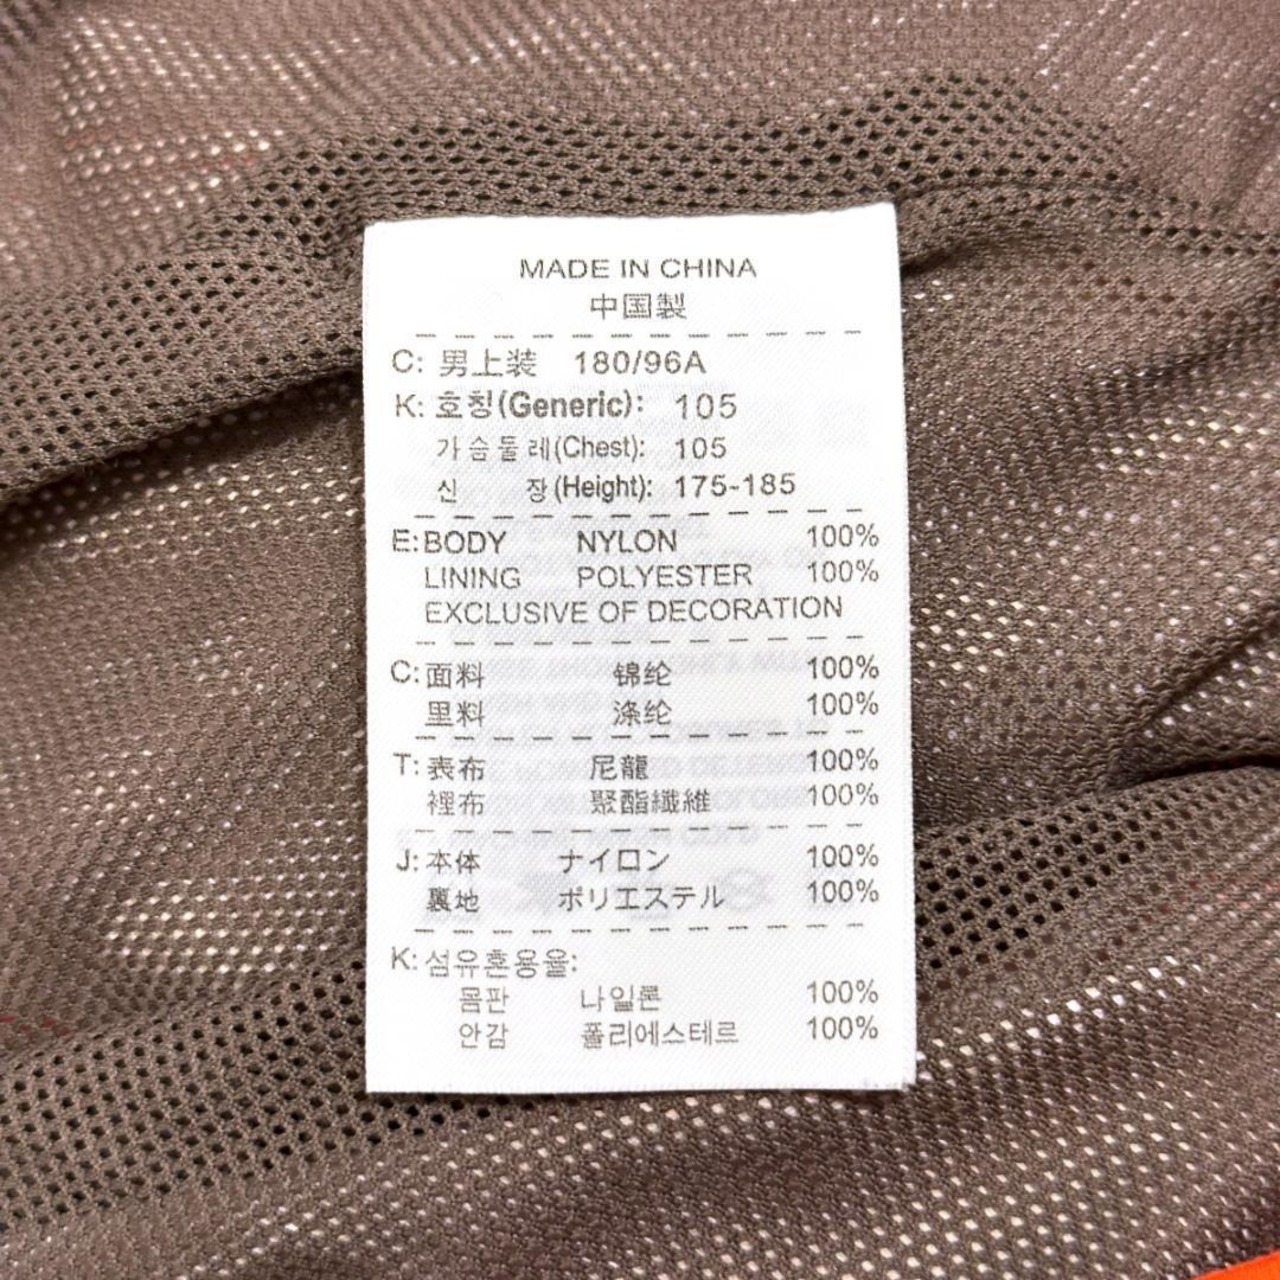 MADE IN CHINA
中国製
C: 男上装 180/96A
K: 호칭(Generic): 105
가슴둘레(Chest): 105
신 장(Height): 175-185
E: BODY NYLON 100%
LINING POLYESTER 100%
EXCLUSIVE OF DECORATION
C: 面料 锦纶 100%
里料 涤纶 100%
T: 表布 尼龍 100%
裡布 聚酯纖維 100%
J: 本体 ナイロン 100%
裏地 ポリエステル 100%
K: 섬유혼용율:
몸판 나일론 100%
안감 폴리에스테르 100%